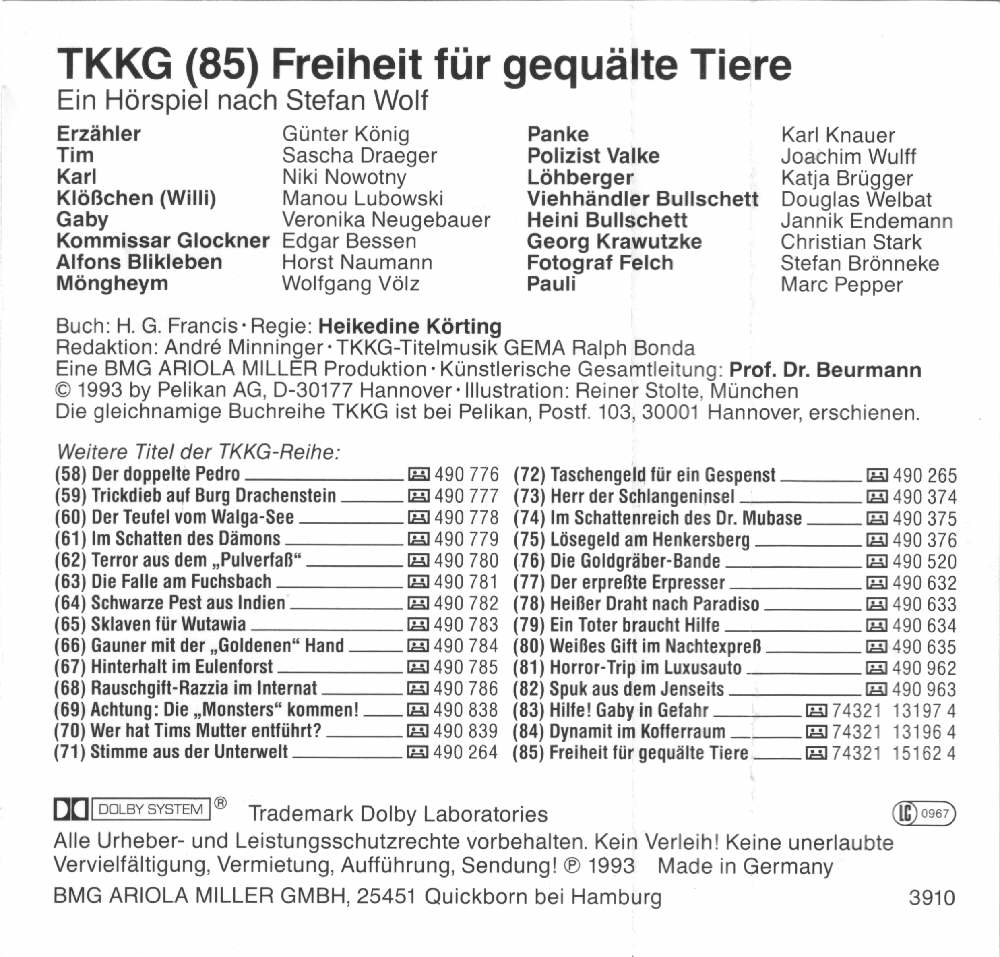 TKKG (85) Freiheit für gequälte Tiere
Ein Hörspiel nach Stefan Wolf
Erzähler Günter König Panke Karl Knauer
Tim Sascha Draeger Polizist Valke Joachim Wulff
Karl Niki Nowotny Löhberger Katja Brügger
Klößchen (Willi) Manou Lubowski Viehhändler Bullschett Douglas Welbat
Gaby Veronika Neugebauer Heini Bullschett Jannik Endemann
Kommissar Glockner Edgar Bessen Georg Krawutzke Christian Stark
Alfons Blikleben Horst Naumann Fotograf Felch Stefan Brönneke
Möngheym Wolfgang Völz Pauli Marc Pepper
Buch: H. G. Francis · Regie: Heikedine Körting
Redaktion: André Minninger · TKKG-Titelmusik GEMA Ralph Bonda
Eine BMG ARIOLA MILLER Produktion · Künstlerische Gesamtleitung: Prof. Dr. Beurmann
© 1993 by Pelikan AG, D-30177 Hannover · Illustration: Reiner Stolte, München
Die gleichnamige Buchreihe TKKG ist bei Pelikan, Postf. 103, 30001 Hannover, erschienen.
Weitere Titel der TKKG-Reihe:
(58) Der doppelte Pedro 490 776
(59) Trickdieb auf Burg Drachenstein 490 777
(60) Der Teufel vom Walga-See 490 778
(61) Im Schatten des Dämons 490 779
(62) Terror aus dem „Pulverfaß“ 490 780
(63) Die Falle am Fuchsbach 490 781
(64) Schwarze Pest aus Indien 490 782
(65) Sklaven für Wutawia 490 783
(66) Gauner mit der „Goldenen“ Hand 490 784
(67) Hinterhalt im Eulenforst 490 785
(68) Rauschgift-Razzia im Internat 490 786
(69) Achtung: Die „Monsters“ kommen! 490 838
(70) Wer hat Tims Mutter entführt? 490 839
(71) Stimme aus der Unterwelt 490 264
(72) Taschengeld für ein Gespenst 490 265
(73) Herr der Schlangeninsel 490 374
(74) Im Schattenreich des Dr. Mubase 490 375
(75) Lösegeld am Henkersberg 490 376
(76) Die Goldgräber-Bande 490 520
(77) Der erpreßte Erpresser 490 632
(78) Heißer Draht nach Paradiso 490 633
(79) Ein Toter braucht Hilfe 490 634
(80) Weißes Gift im Nachtexpreß 490 635
(81) Horror-Trip im Luxusauto 490 962
(82) Spuk aus dem Jenseits 490 963
(83) Hilfe! Gaby in Gefahr 74321 13197 4
(84) Dynamit im Kofferraum 74321 13196 4
(85) Freiheit für gequälte Tiere 74321 15162 4
DOLBY SYSTEM ® Trademark Dolby Laboratories LC 0967
Alle Urheber- und Leistungsschutzrechte vorbehalten. Kein Verleih! Keine unerlaubte
Vervielfältigung, Vermietung, Aufführung, Sendung! ℗ 1993 Made in Germany
BMG ARIOLA MILLER GMBH, 25451 Quickborn bei Hamburg 3910